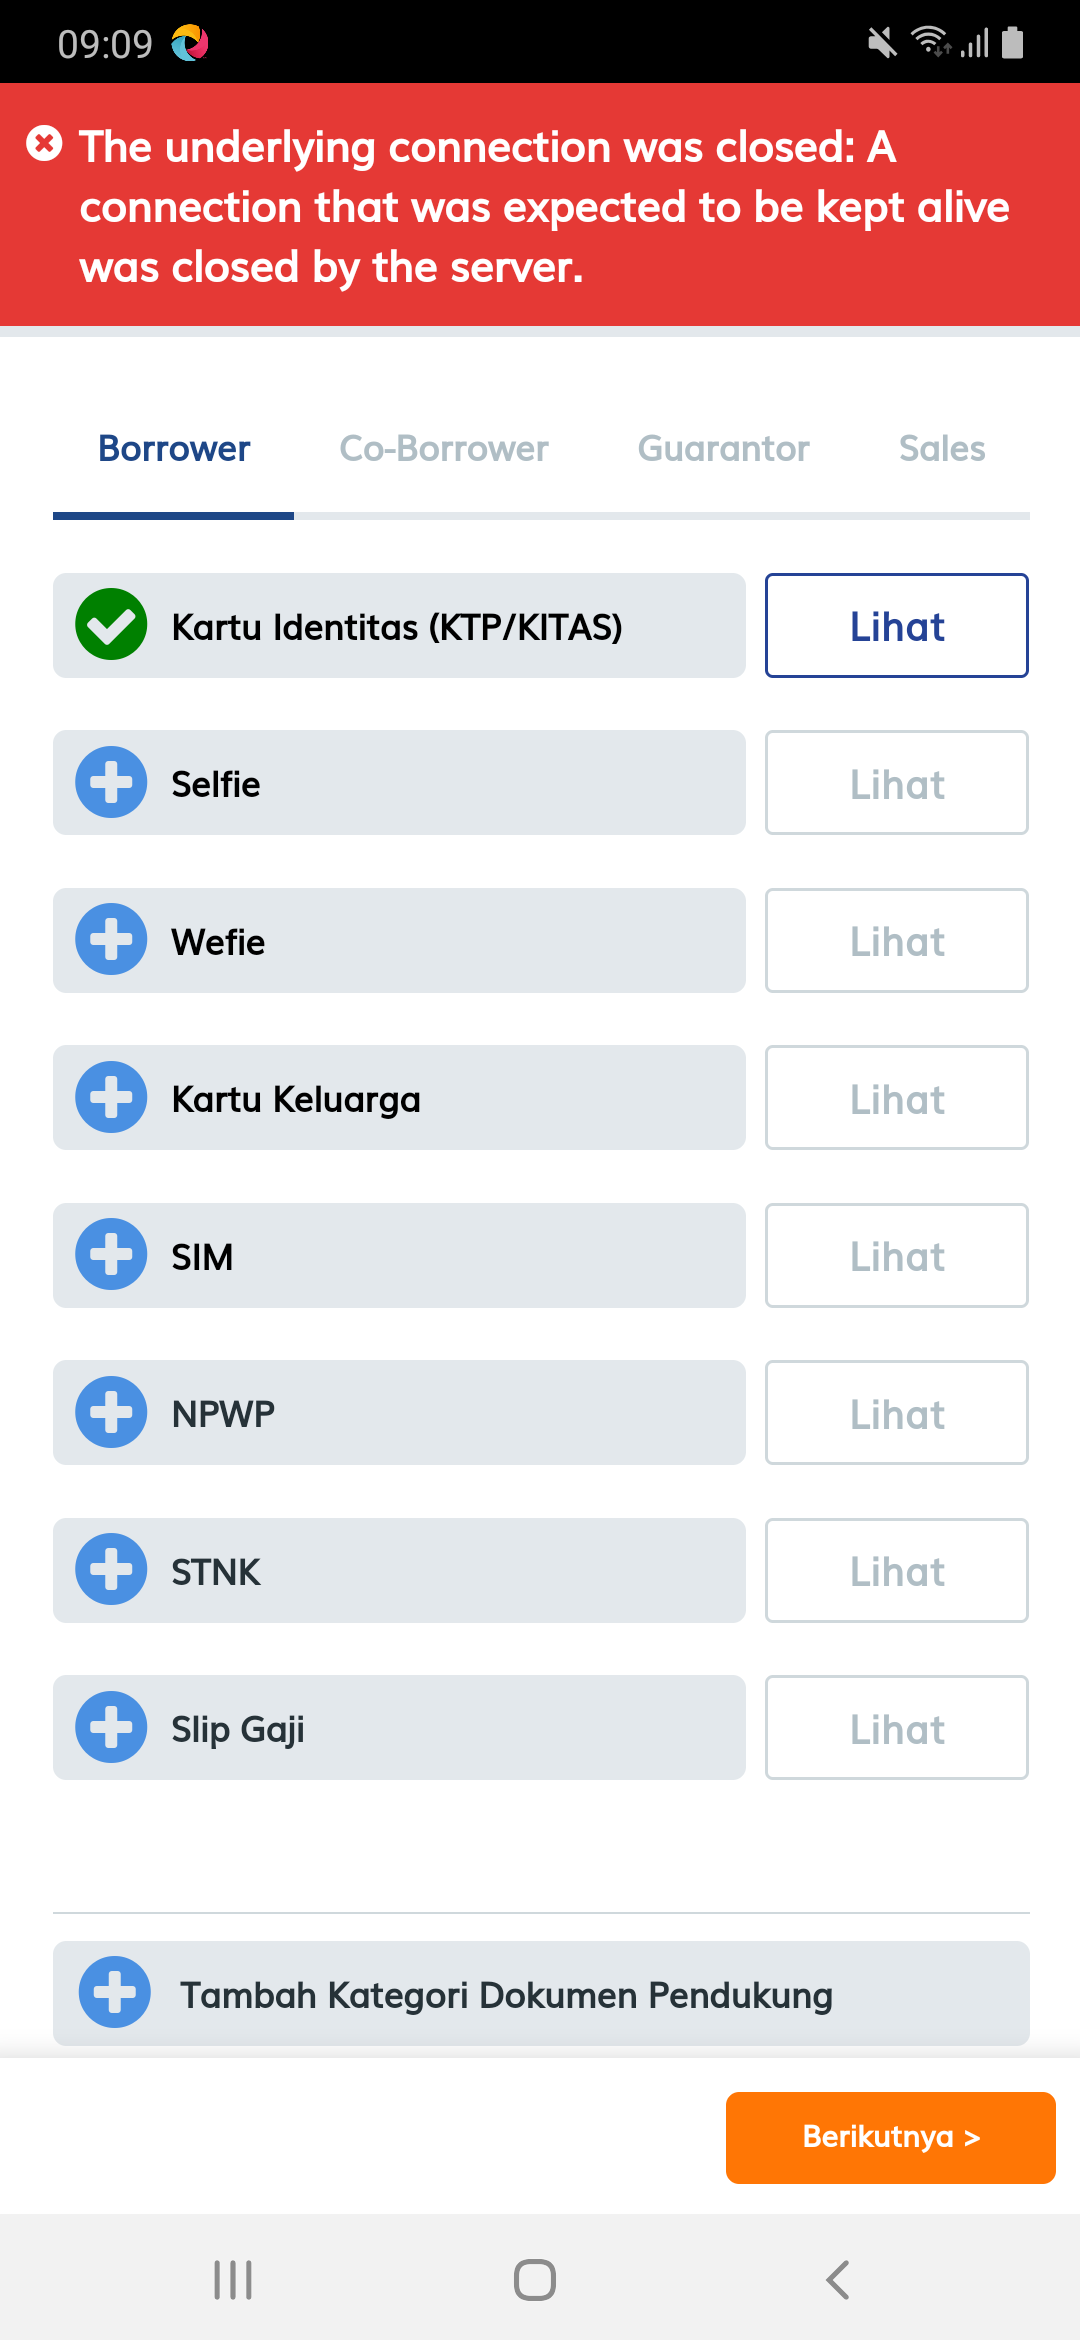 09:09
The underlying connection was closed: A
connection that was expected to be kept alive
was closed by the server.
Borrower Co-Borrower Guarantor Sales
Kartu Identitas (KTP/KITAS) Lihat
Selfie Lihat
Wefie Lihat
Kartu Keluarga Lihat
SIM Lihat
NPWP Lihat
STNK Lihat
Slip Gaji Lihat
Tambah Kategori Dokumen Pendukung
Berikutnya >